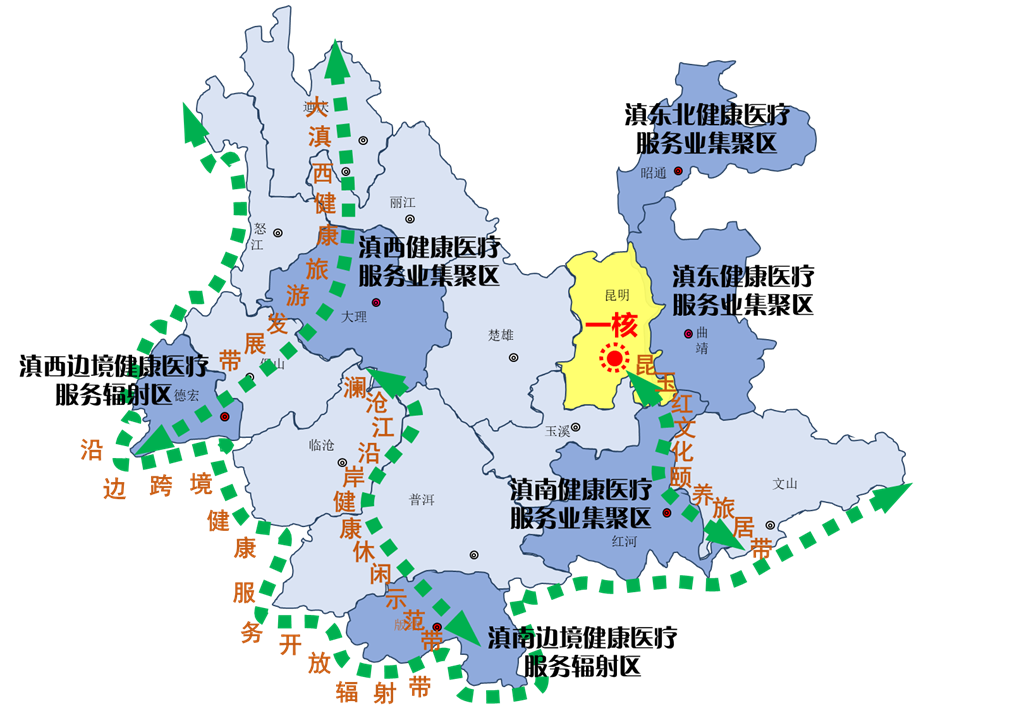 滇东北健康医疗
服务业集聚区
昭通
迪庆
丽江
怒
江
大滇西健康旅游发展带
滇西健康医疗
服务业集聚区
大理
滇东健康医疗
服务业集聚区
昆明
一核
曲
靖
楚雄
保山
滇西边境健康医疗
服务辐射区
德宏
昆玉红文化颐养旅居带
澜沧江沿岸健康休闲示范带
玉溪
临沧
普洱
文山
滇南健康医疗
服务业集聚区
红河
沿边跨境健康服务开放辐射带
滇南边境健康医疗
服务辐射区